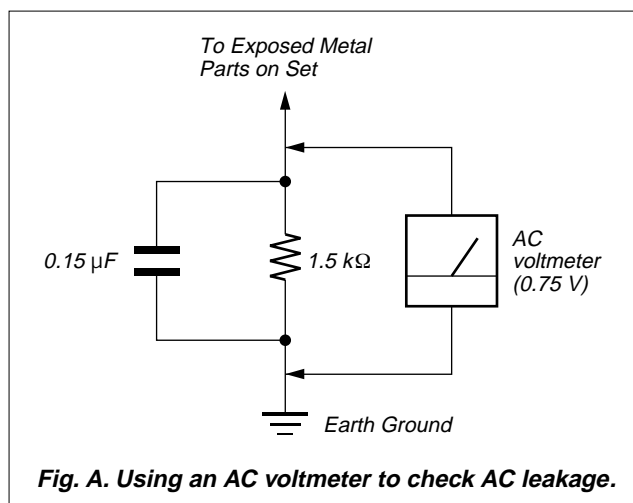 To Exposed Metal
Parts on Set
0.15 µF
1.5 kΩ
AC
voltmeter
(0.75 V)
Earth Ground
Fig. A. Using an AC voltmeter to check AC leakage.